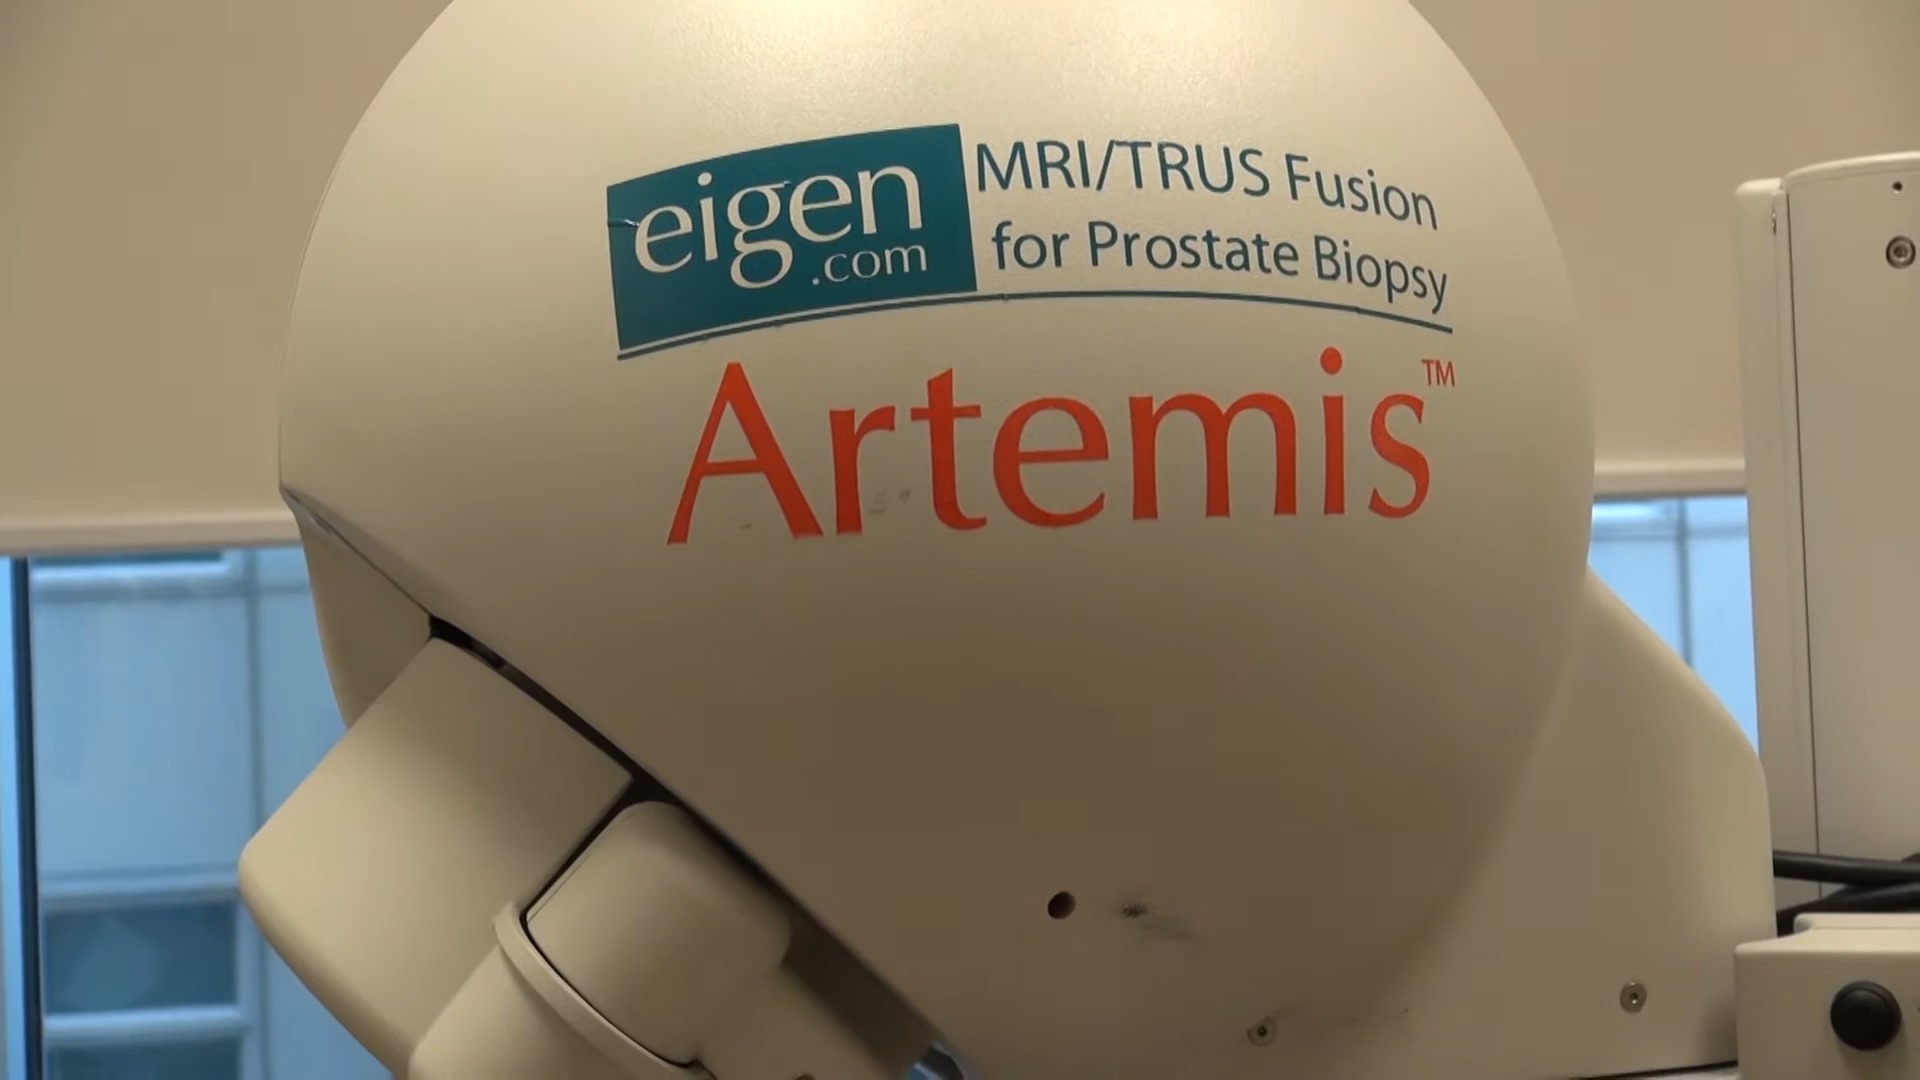 eigen
.com
MRI/TRUS Fusion
for Prostate Biopsy
Artemis™